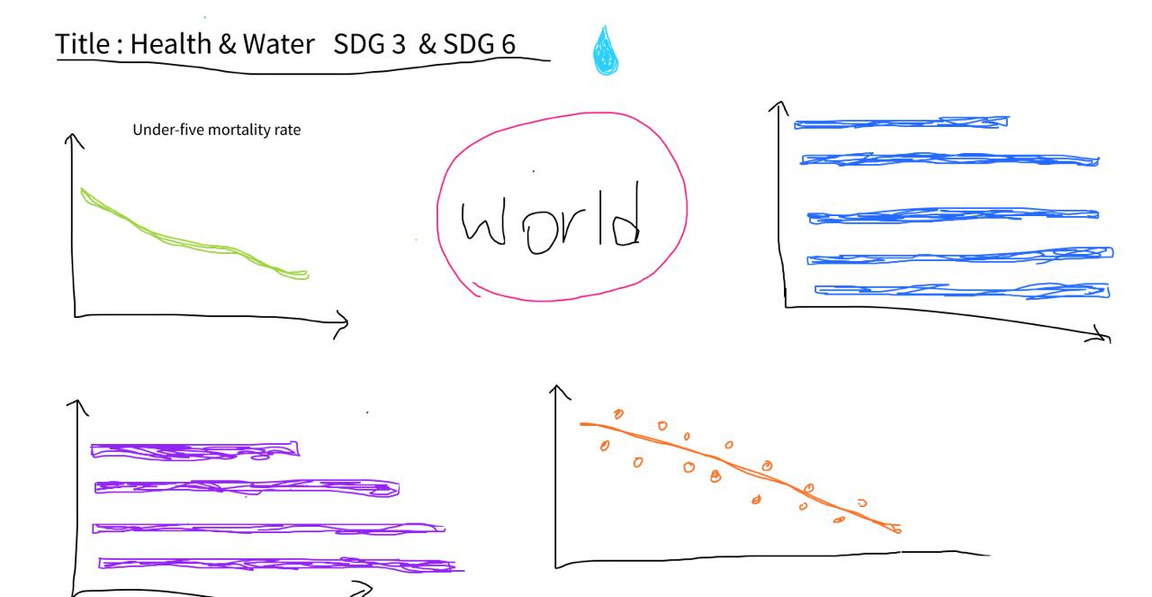 Title : Health & Water SDG 3 & SDG 6
Under-five mortality rate
World